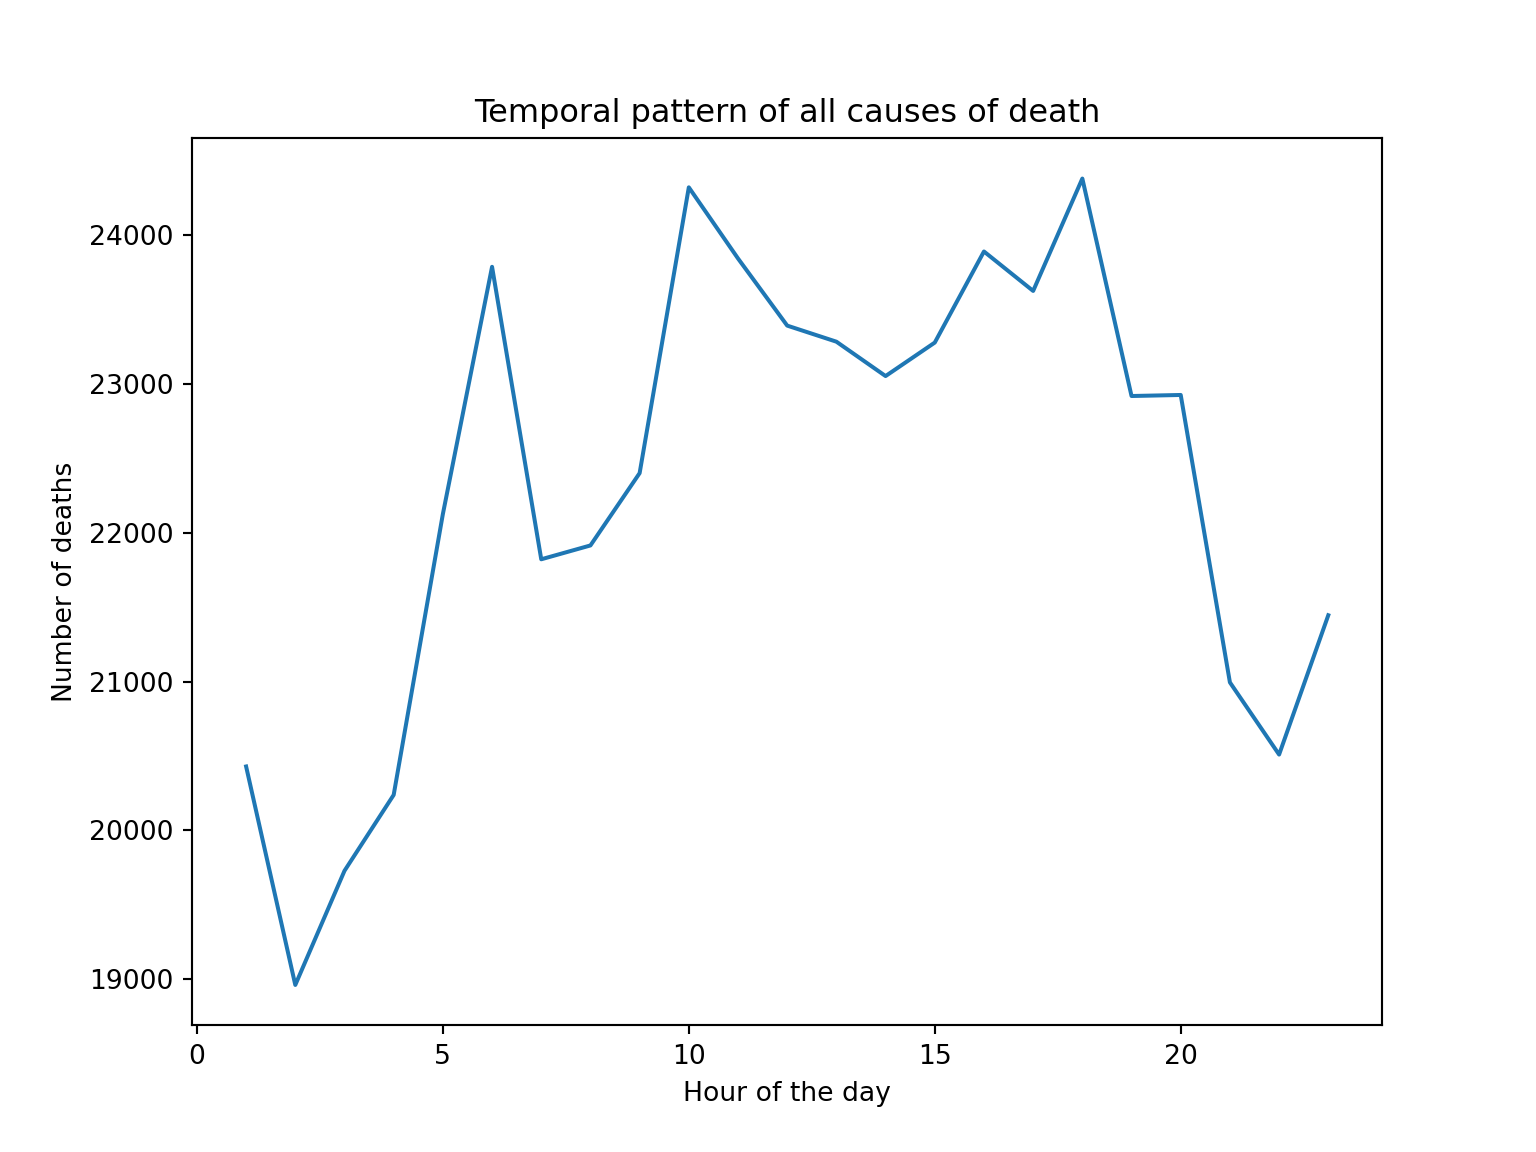 Temporal pattern of all causes of death
Number of deaths
24000
23000
22000
21000
20000
19000
0 5 10 15 20
Hour of the day